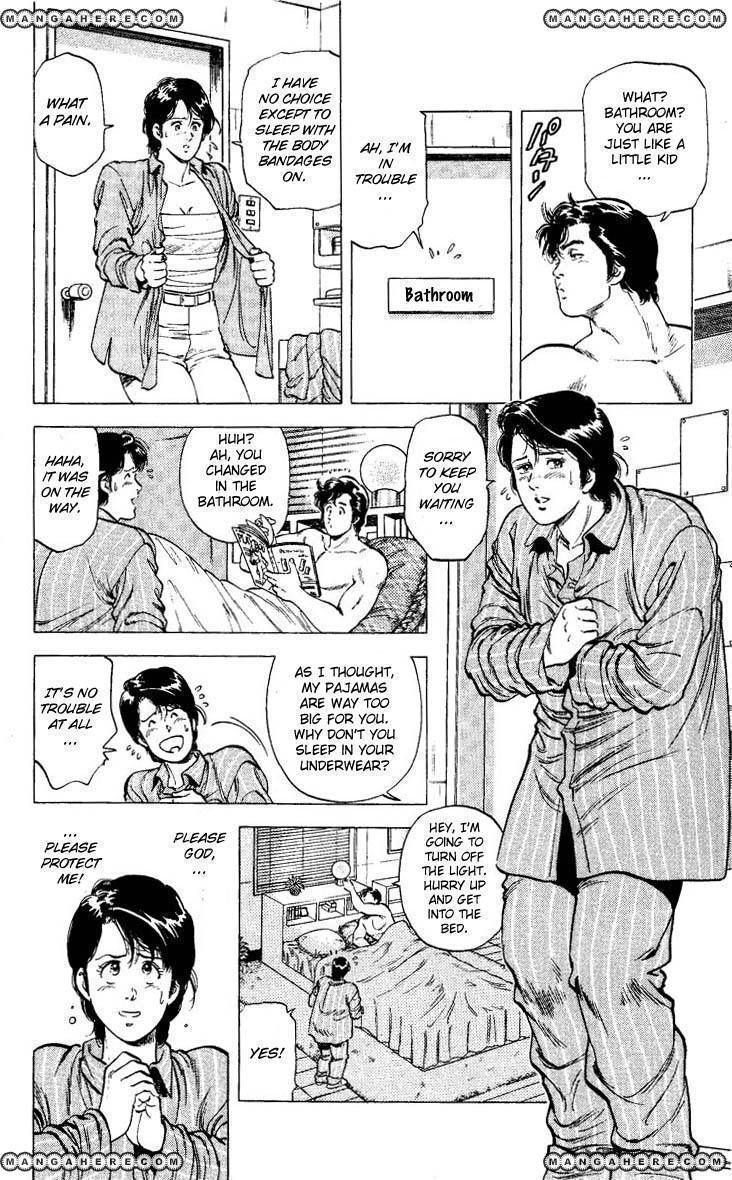 MANGAHERE.COM
MANGAHERE.COM
WHAT?
BATHROOM?
YOU ARE
JUST LIKE A
LITTLE KID
...
パタン
AH, I'M
IN
TROUBLE
...
Bathroom
I HAVE
NO CHOICE
EXCEPT TO
SLEEP WITH
THE BODY
BANDAGES
ON.
WHAT
A PAIN.
SORRY
TO KEEP
YOU
WAITING
...
HUH?
AH, YOU
CHANGED
IN THE
BATHROOM.
HAHA,
IT WAS
ON THE
WAY.
AS I THOUGHT,
MY PAJAMAS
ARE WAY TOO
BIG FOR YOU.
WHY DON'T YOU
SLEEP IN YOUR
UNDERWEAR?
IT'S NO
TROUBLE
AT ALL
...
HEY, I'M
GOING TO
TURN OFF
THE LIGHT.
HURRY UP
AND GET
INTO THE
BED.
YES!
PLEASE
GOD,
...
...
PLEASE
PROTECT
ME!
MANGAHERE.COM
MANGAHERE.COM